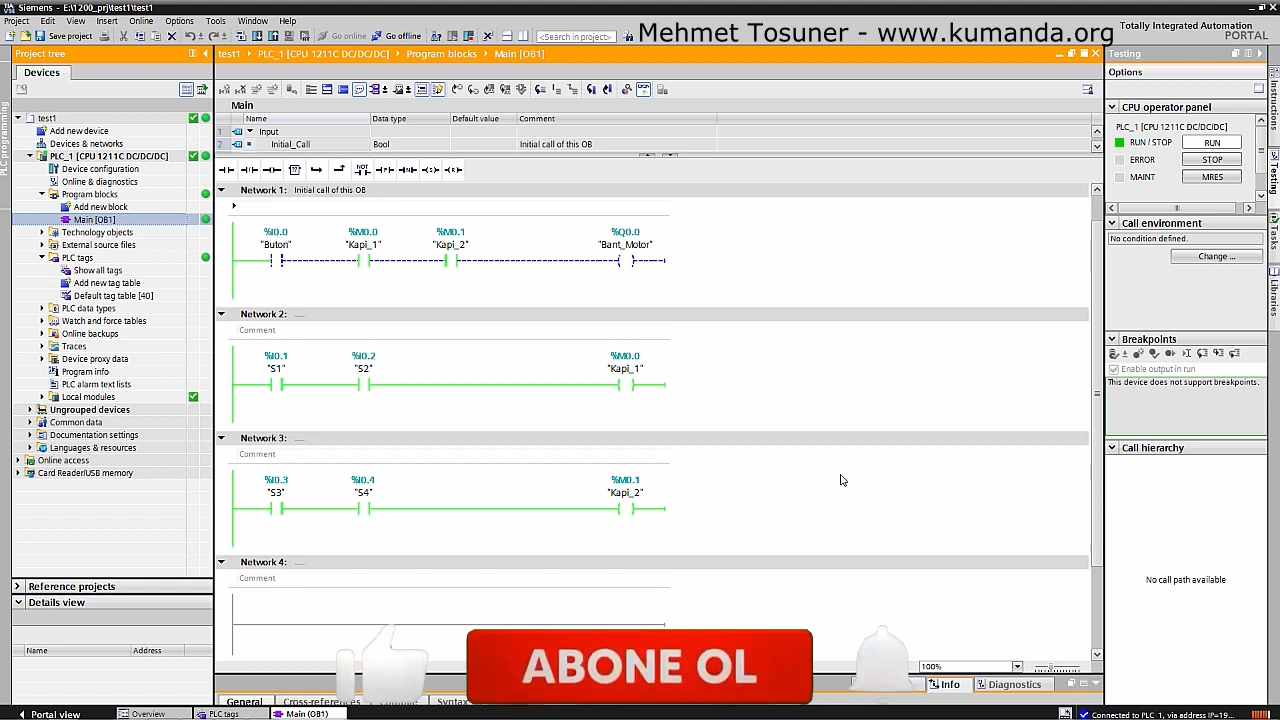 Siemens - E:\1200_prj\test1\test1
Mehmet Tosuner - www.kumanda.org
Project Edit View Insert Online Options Tools Window Help
Totally Integrated Automation
PORTAL
Save project
Go online
Go offline
<Search in project>
Project tree
test1 PLC_1 [CPU 1211C DC/DC/DC] Program blocks Main [OB1]
Testing
Devices
Options
PLC programming
test1
Add new device
Devices & networks
PLC_1 [CPU 1211C DC/DC/DC]
Device configuration
Online & diagnostics
Program blocks
Add new block
Main [OB1]
Technology objects
External source files
PLC tags
Show all tags
Add new tag table
Default tag table [40]
PLC data types
Watch and force tables
Online backups
Traces
Device proxy data
Program info
PLC alarm text lists
Local modules
Ungrouped devices
Common data
Documentation settings
Languages & resources
Online access
Card Reader/USB memory
Reference projects
Details view
Name Address
Main
Name Data type Default value Comment
1 Input
2 Initial_Call Bool Initial call of this OB
Network 1: Initial call of this OB
%I0.0 %M0.0 %M0.1 %Q0.0
"Buton" "Kapi_1" "Kapi_2" "Bant_Motor"
Network 2: .....
Comment
%I0.1 %I0.2 %M0.0
"S1" "S2" "Kapi_1"
Network 3: .....
Comment
%I0.3 %I0.4 %M0.1
"S3" "S4" "Kapi_2"
Network 4: .....
Comment
ABONE OL
100%
Info
Diagnostics
General Cross-references Compile Syntax
CPU operator panel
PLC_1 [CPU 1211C DC/DC/DC]
RUN / STOP RUN
ERROR STOP
MAINT MRES
Call environment
No condition defined.
Change ...
Breakpoints
Enable output in run
This device does not support breakpoints.
Call hierarchy
No call path available
Instructions
Testing
Tasks
Libraries
Portal view
Overview
PLC tags
Main (OB1)
Connected to PLC_1, via address IP=19...